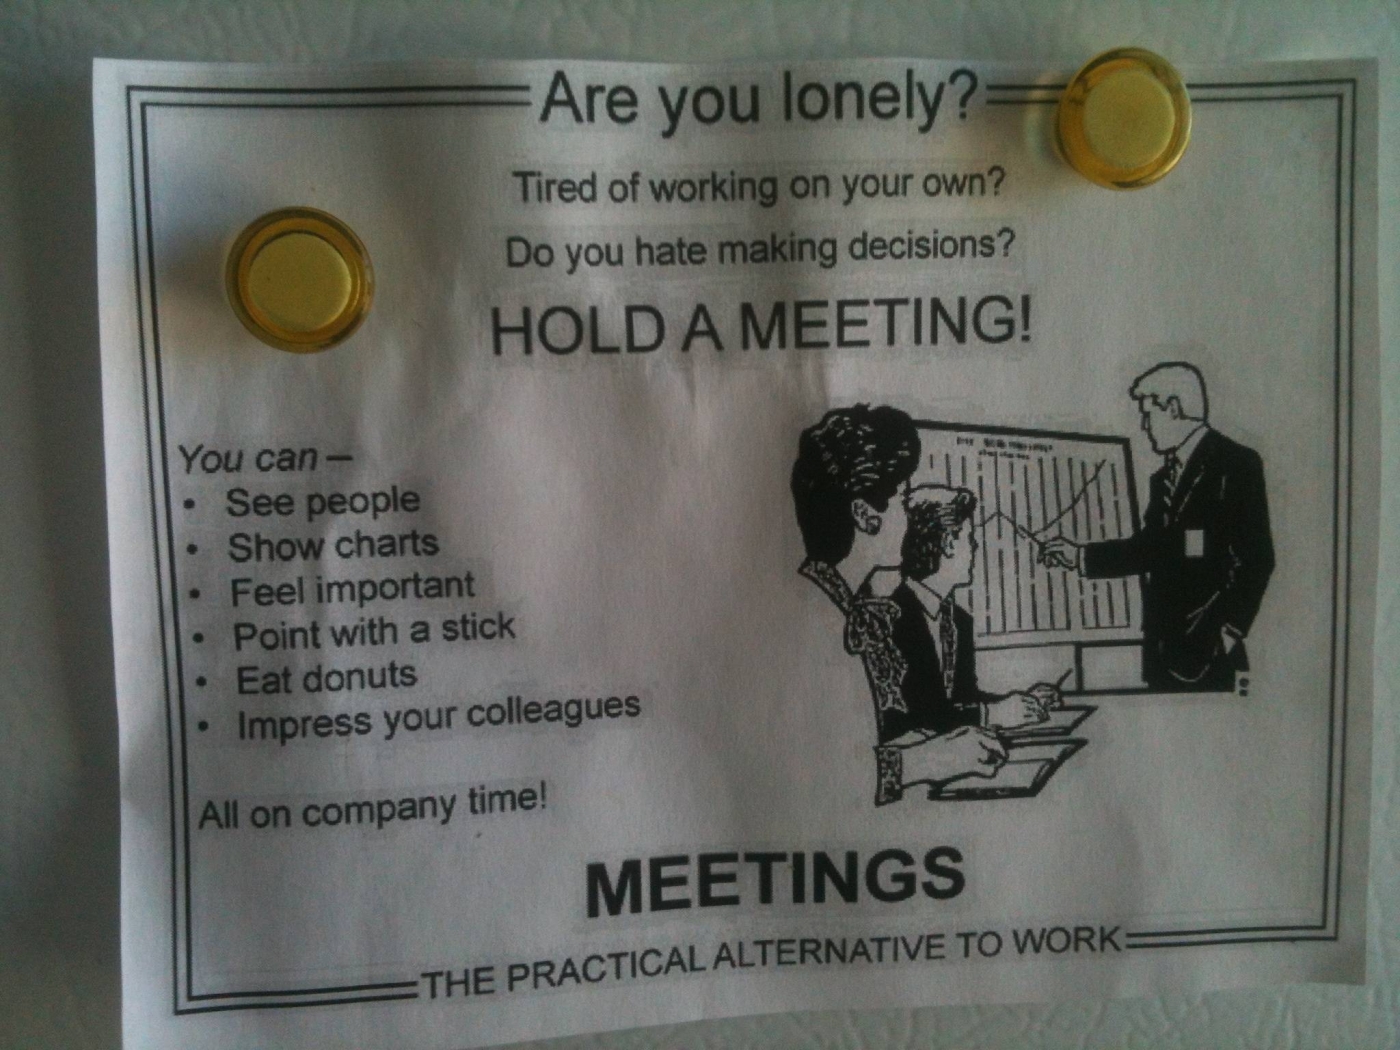 Are you lonely?
Tired of working on your own?
Do you hate making decisions?
HOLD A MEETING!
You can –
• See people
• Show charts
• Feel important
• Point with a stick
• Eat donuts
• Impress your colleagues
All on company time!
MEETINGS
THE PRACTICAL ALTERNATIVE TO WORK